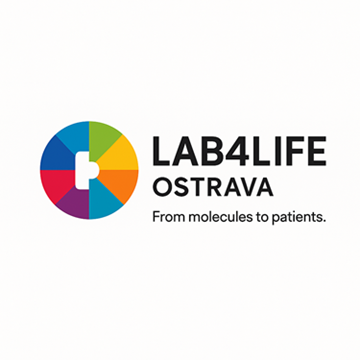 LAB4LIFE
OSTRAVA
From molecules to patients.